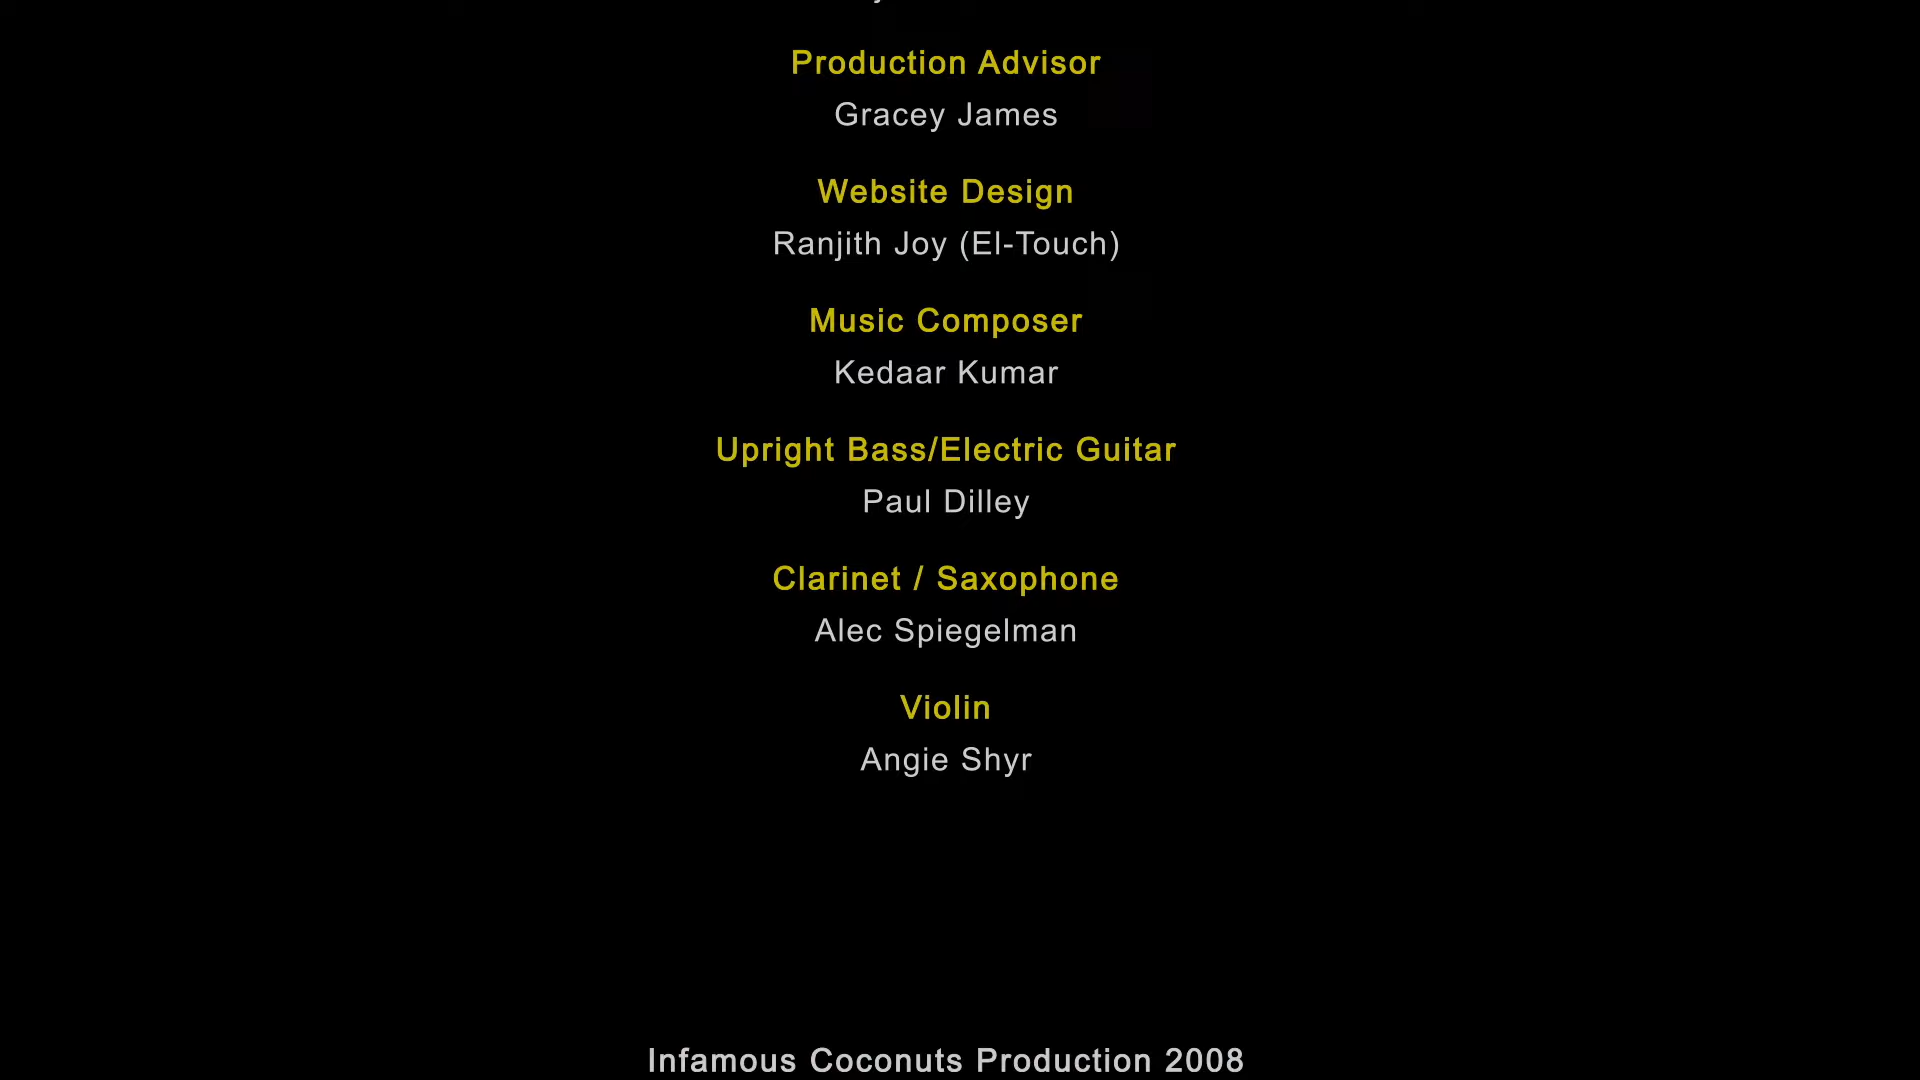 Production Advisor
Gracey James
Website Design
Ranjith Joy (El-Touch)
Music Composer
Kedaar Kumar
Upright Bass/Electric Guitar
Paul Dilley
Clarinet / Saxophone
Alec Spiegelman
Violin
Angie Shyr
Infamous Coconuts Production 2008